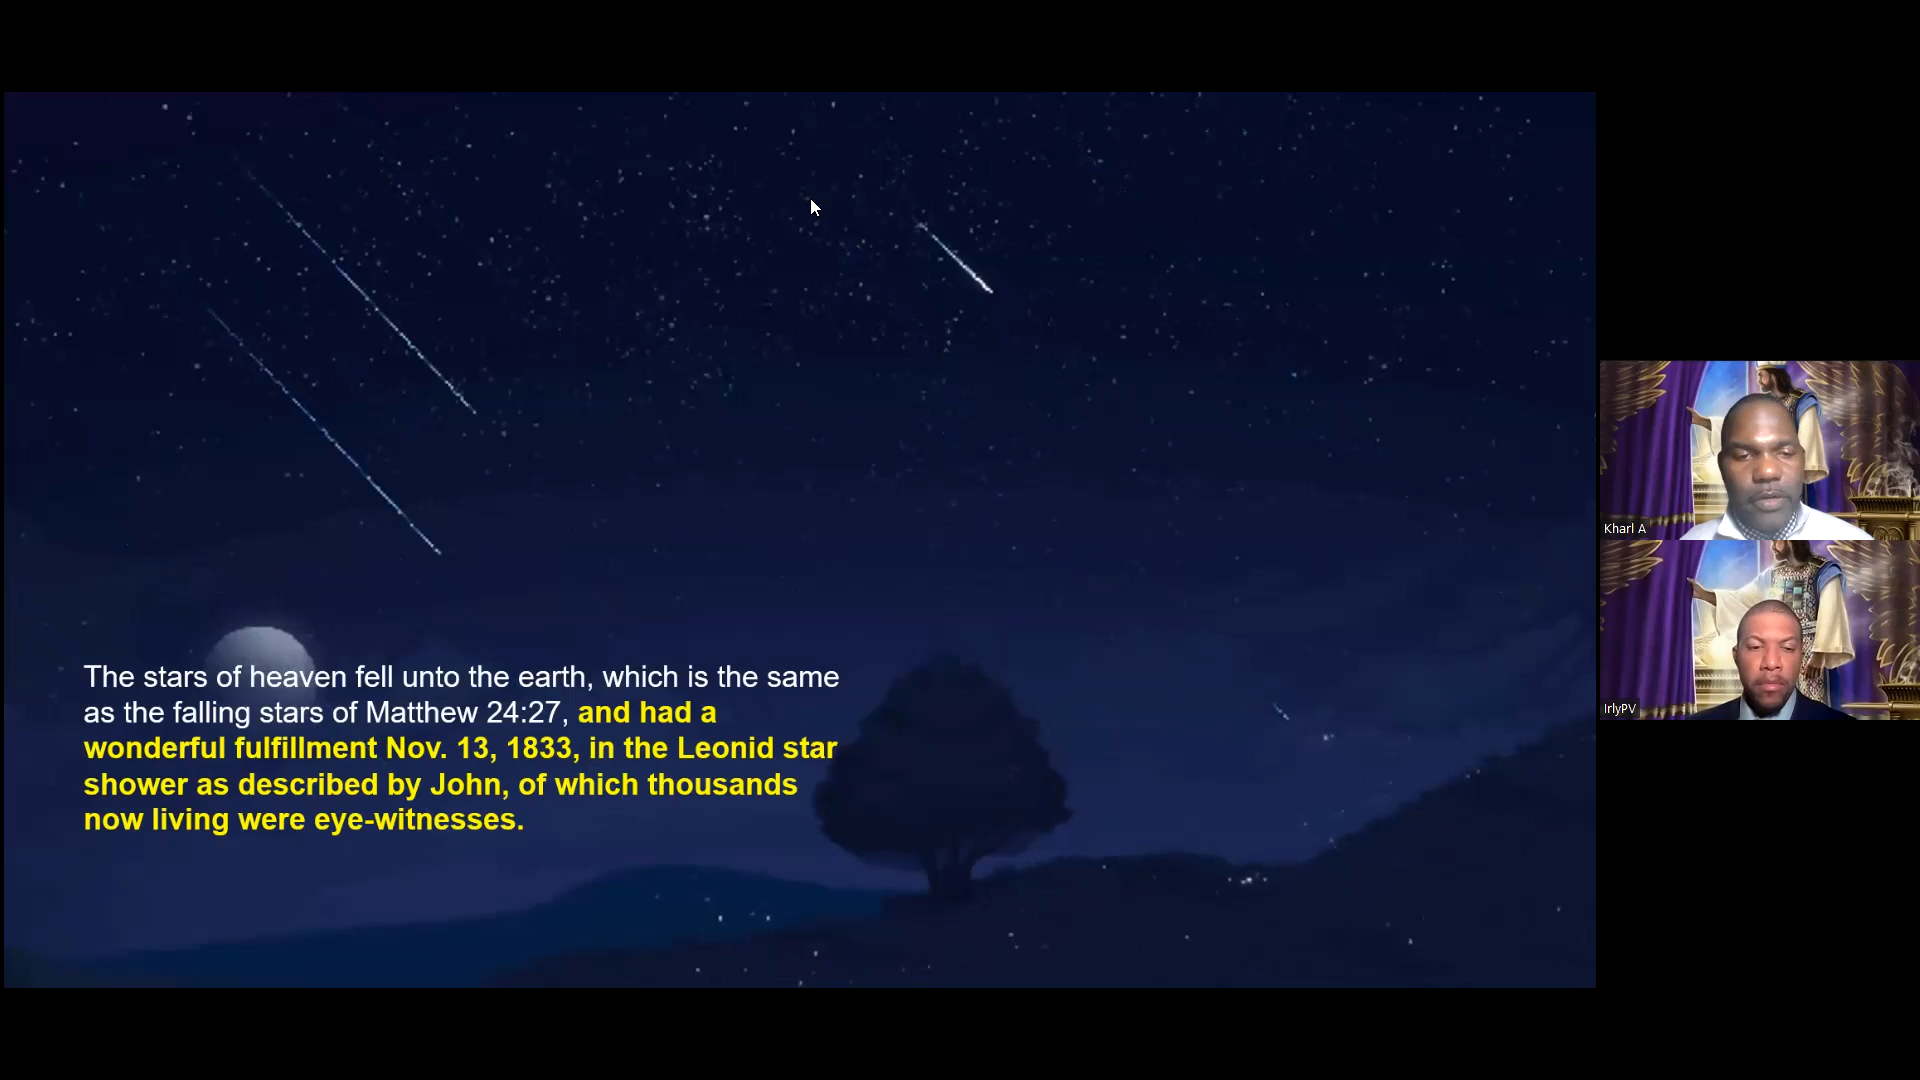 The stars of heaven fell unto the earth, which is the same
as the falling stars of Matthew 24:27, and had a
wonderful fulfillment Nov. 13, 1833, in the Leonid star
shower as described by John, of which thousands
now living were eye-witnesses.
Kharl A
IrlyPV